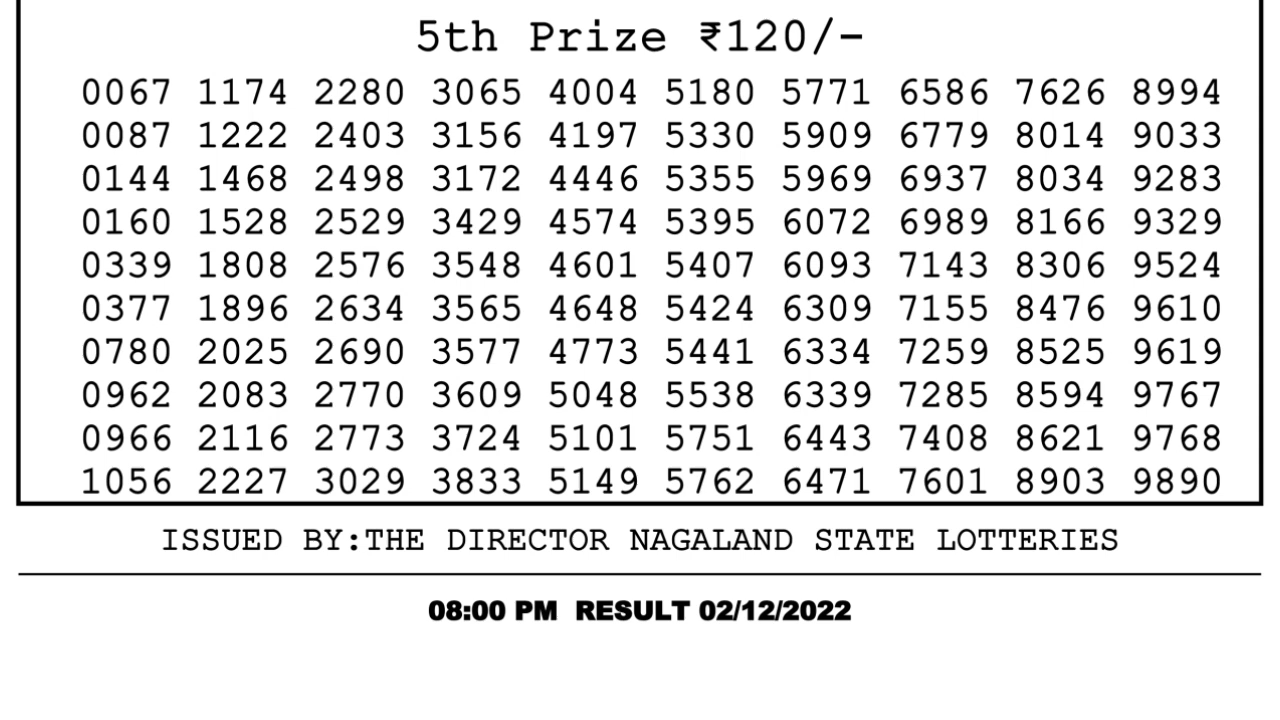 5th Prize ₹120/-
0067 1174 2280 3065 4004 5180 5771 6586 7626 8994
0087 1222 2403 3156 4197 5330 5909 6779 8014 9033
0144 1468 2498 3172 4446 5355 5969 6937 8034 9283
0160 1528 2529 3429 4574 5395 6072 6989 8166 9329
0339 1808 2576 3548 4601 5407 6093 7143 8306 9524
0377 1896 2634 3565 4648 5424 6309 7155 8476 9610
0780 2025 2690 3577 4773 5441 6334 7259 8525 9619
0962 2083 2770 3609 5048 5538 6339 7285 8594 9767
0966 2116 2773 3724 5101 5751 6443 7408 8621 9768
1056 2227 3029 3833 5149 5762 6471 7601 8903 9890
ISSUED BY:THE DIRECTOR NAGALAND STATE LOTTERIES
08:00 PM RESULT 02/12/2022